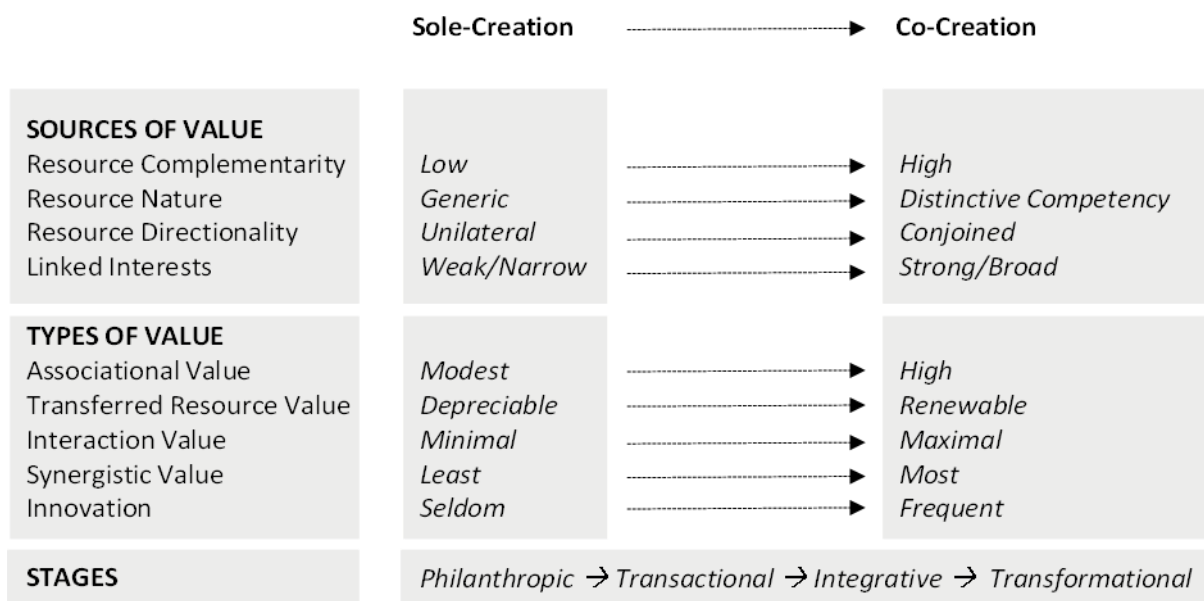 Sole-Creation Co-Creation
SOURCES OF VALUE
Resource Complementarity Low High
Resource Nature Generic Distinctive Competency
Resource Directionality Unilateral Conjoined
Linked Interests Weak/Narrow Strong/Broad
TYPES OF VALUE
Associational Value Modest High
Transferred Resource Value Depreciable Renewable
Interaction Value Minimal Maximal
Synergistic Value Least Most
Innovation Seldom Frequent
STAGES Philanthropic → Transactional → Integrative → Transformational